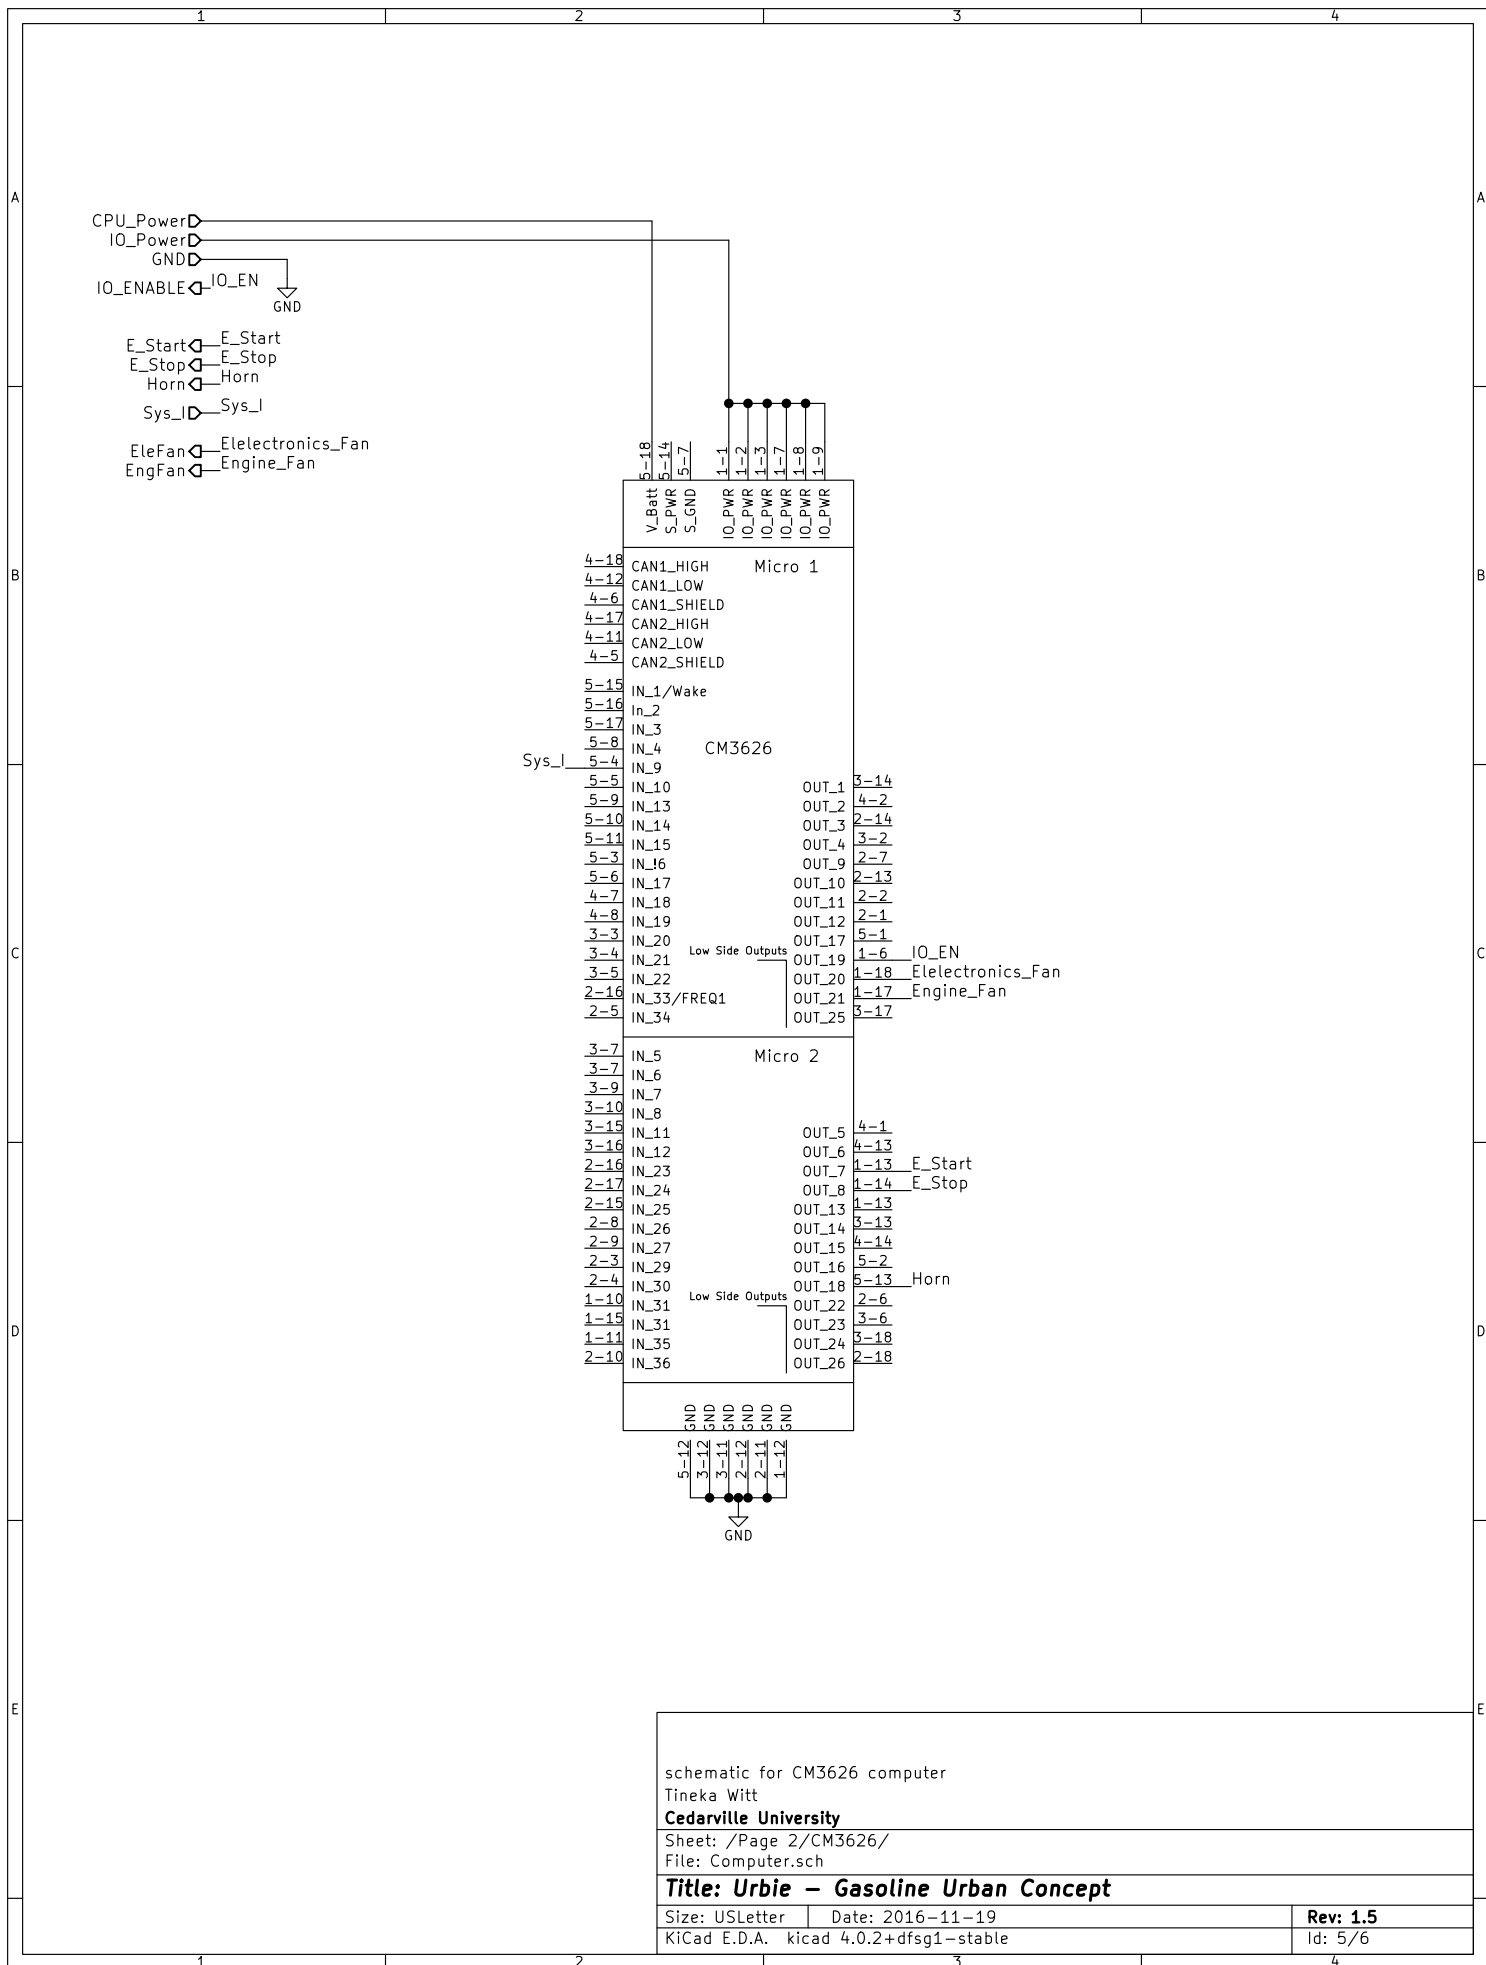 1 2 3 4
A A
CPU_Power
IO_Power
GND
IO_ENABLE IO_EN
GND
E_Start E_Start
E_Stop E_Stop
Horn Horn
Sys_I Sys_I
EleFan Elelectronics_Fan
EngFan Engine_Fan
5-18 5-14 5-7 1-1 1-2 1-3 1-7 1-8 1-9
V_Batt S_PWR S_GND IO_PWR IO_PWR IO_PWR IO_PWR IO_PWR IO_PWR
4-18 CAN1_HIGH Micro 1
B B
4-12 CAN1_LOW
4-6 CAN1_SHIELD
4-17 CAN2_HIGH
4-11 CAN2_LOW
4-5 CAN2_SHIELD
5-15 IN_1/Wake
5-16 In_2
5-17 IN_3
5-8 IN_4 CM3626
Sys_I 5-4 IN_9
5-5 IN_10 OUT_1 3-14
5-9 IN_13 OUT_2 4-2
5-10 IN_14 OUT_3 2-14
5-11 IN_15 OUT_4 3-2
5-3 IN_!6 OUT_9 2-7
5-6 IN_17 OUT_10 2-13
4-7 IN_18 OUT_11 2-2
4-8 IN_19 OUT_12 2-1
3-3 IN_20 OUT_17 5-1
C C
3-4 IN_21 Low Side Outputs OUT_19 1-6 IO_EN
3-5 IN_22 OUT_20 1-18 Elelectronics_Fan
2-16 IN_33/FREQ1 OUT_21 1-17 Engine_Fan
2-5 IN_34 OUT_25 3-17
3-7 IN_5 Micro 2
3-7 IN_6
3-9 IN_7
3-10 IN_8
3-15 IN_11 OUT_5 4-1
3-16 IN_12 OUT_6 4-13
2-16 IN_23 OUT_7 1-13 E_Start
2-17 IN_24 OUT_8 1-14 E_Stop
2-15 IN_25 OUT_13 1-13
2-8 IN_26 OUT_14 3-13
2-9 IN_27 OUT_15 4-14
2-3 IN_29 OUT_16 5-2
2-4 IN_30 OUT_18 5-13 Horn
1-10 IN_31 Low Side Outputs OUT_22 2-6
1-15 IN_31 OUT_23 3-6
D D
1-11 IN_35 OUT_24 3-18
2-10 IN_36 OUT_26 2-18
GND GND GND GND GND GND
5-12 3-12 3-11 2-12 2-11 1-12
GND
E E
schematic for CM3626 computer
Tineka Witt
Cedarville University
Sheet: /Page 2/CM3626/
File: Computer.sch
Title: Urbie – Gasoline Urban Concept
Size: USLetter Date: 2016-11-19 Rev: 1.5
KiCad E.D.A. kicad 4.0.2+dfsg1-stable Id: 5/6
1 2 3 4